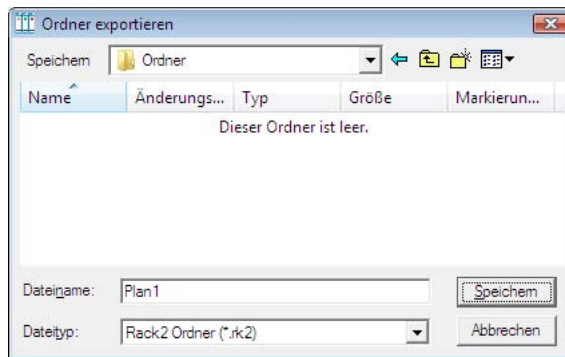 Ordner exportieren
Speichern Ordner
Name Änderungs... Typ Größe Markierun...
Dieser Ordner ist leer.
Dateiname: Plan1 Speichern
Dateityp: Rack2 Ordner (*.rk2) Abbrechen